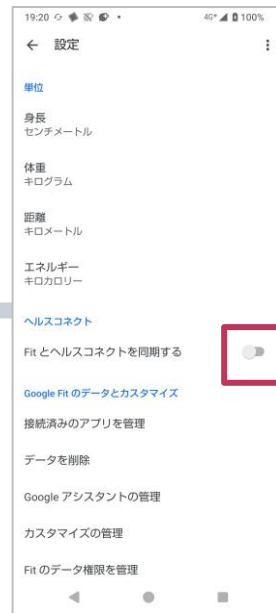 19:20
4G+ 100%
設定
単位
身長
センチメートル
体重
キログラム
距離
キロメートル
エネルギー
キロカロリー
ヘルスコネクト
Fit とヘルスコネクトを同期する
Google Fit のデータとカスタマイズ
接続済みのアプリを管理
データを削除
Google アシスタントの管理
カスタマイズの管理
Fit のデータ権限を管理